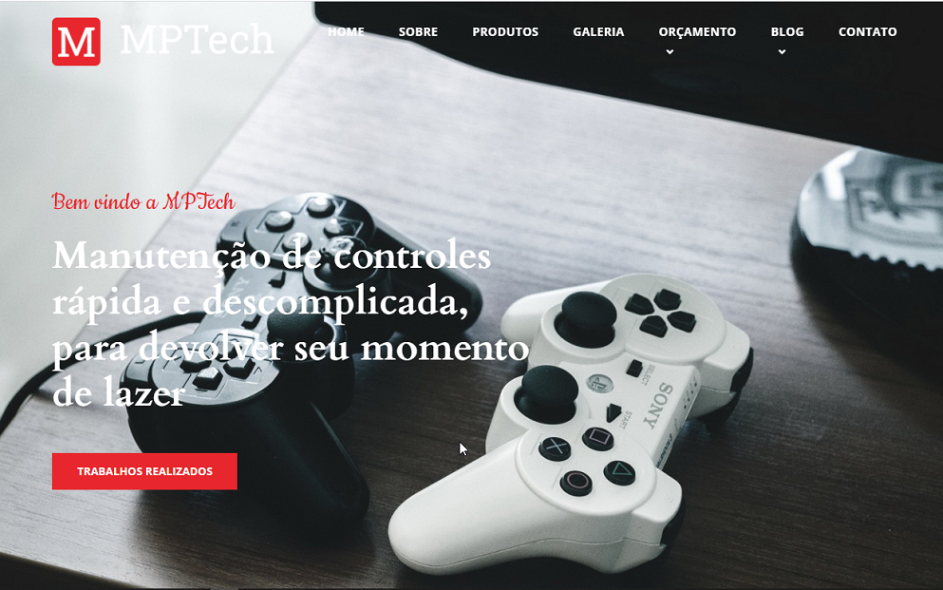 M MPTech
HOME SOBRE PRODUTOS GALERIA ORÇAMENTO BLOG CONTATO
Bem vindo a MPTech
Manutenção de controles
rápida e descomplicada,
para devolver seu momento
de lazer
TRABALHOS REALIZADOS
SELECT
SONY
START